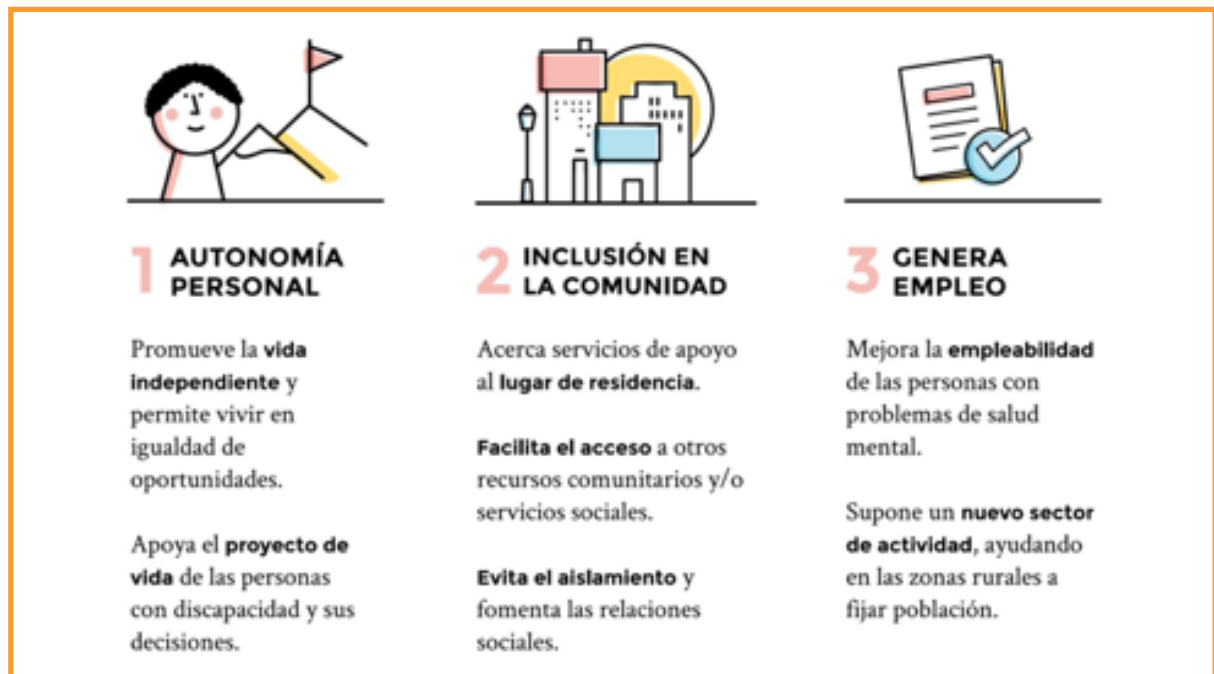 1 AUTONOMÍA
PERSONAL
Promueve la vida
independiente y
permite vivir en
igualdad de
oportunidades.
Apoya el proyecto de
vida de las personas
con discapacidad y sus
decisiones.
2 INCLUSIÓN EN
LA COMUNIDAD
Acerca servicios de apoyo
al lugar de residencia.
Facilita el acceso a otros
recursos comunitarios y/o
servicios sociales.
Evita el aislamiento y
fomenta las relaciones
sociales.
3 GENERA
EMPLEO
Mejora la empleabilidad
de las personas con
problemas de salud
mental.
Supone un nuevo sector
de actividad, ayudando
en las zonas rurales a
fijar población.